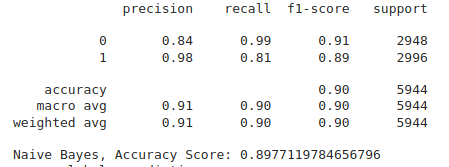 precision recall f1-score support
0 0.84 0.99 0.91 2948
1 0.98 0.81 0.89 2996
accuracy 0.90 5944
macro avg 0.91 0.90 0.90 5944
weighted avg 0.91 0.90 0.90 5944
Naive Bayes, Accuracy Score: 0.8977119784656796